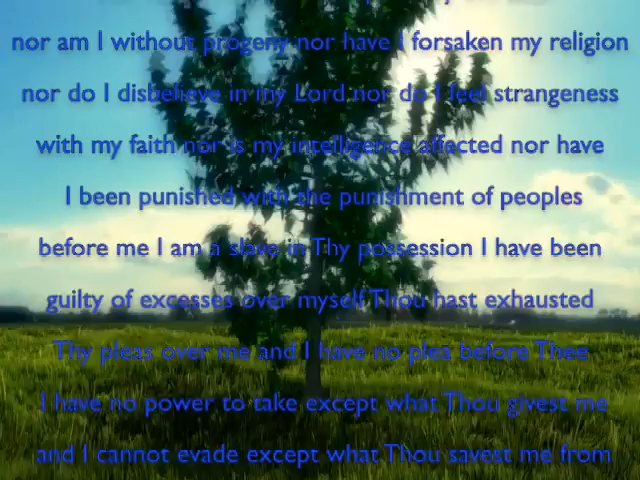 nor am I without progeny nor have I forsaken my religion
nor do I disbelieve in my Lord nor do I feel strangeness
with my faith nor is my intelligence affected nor have
I been punished with the punishment of peoples
before me I am a slave in Thy possession I have been
guilty of excesses over myself Thou hast exhausted
Thy pleas over me and I have no plea before Thee
I have no power to take except what Thou givest me
and I cannot evade except what Thou savest me from